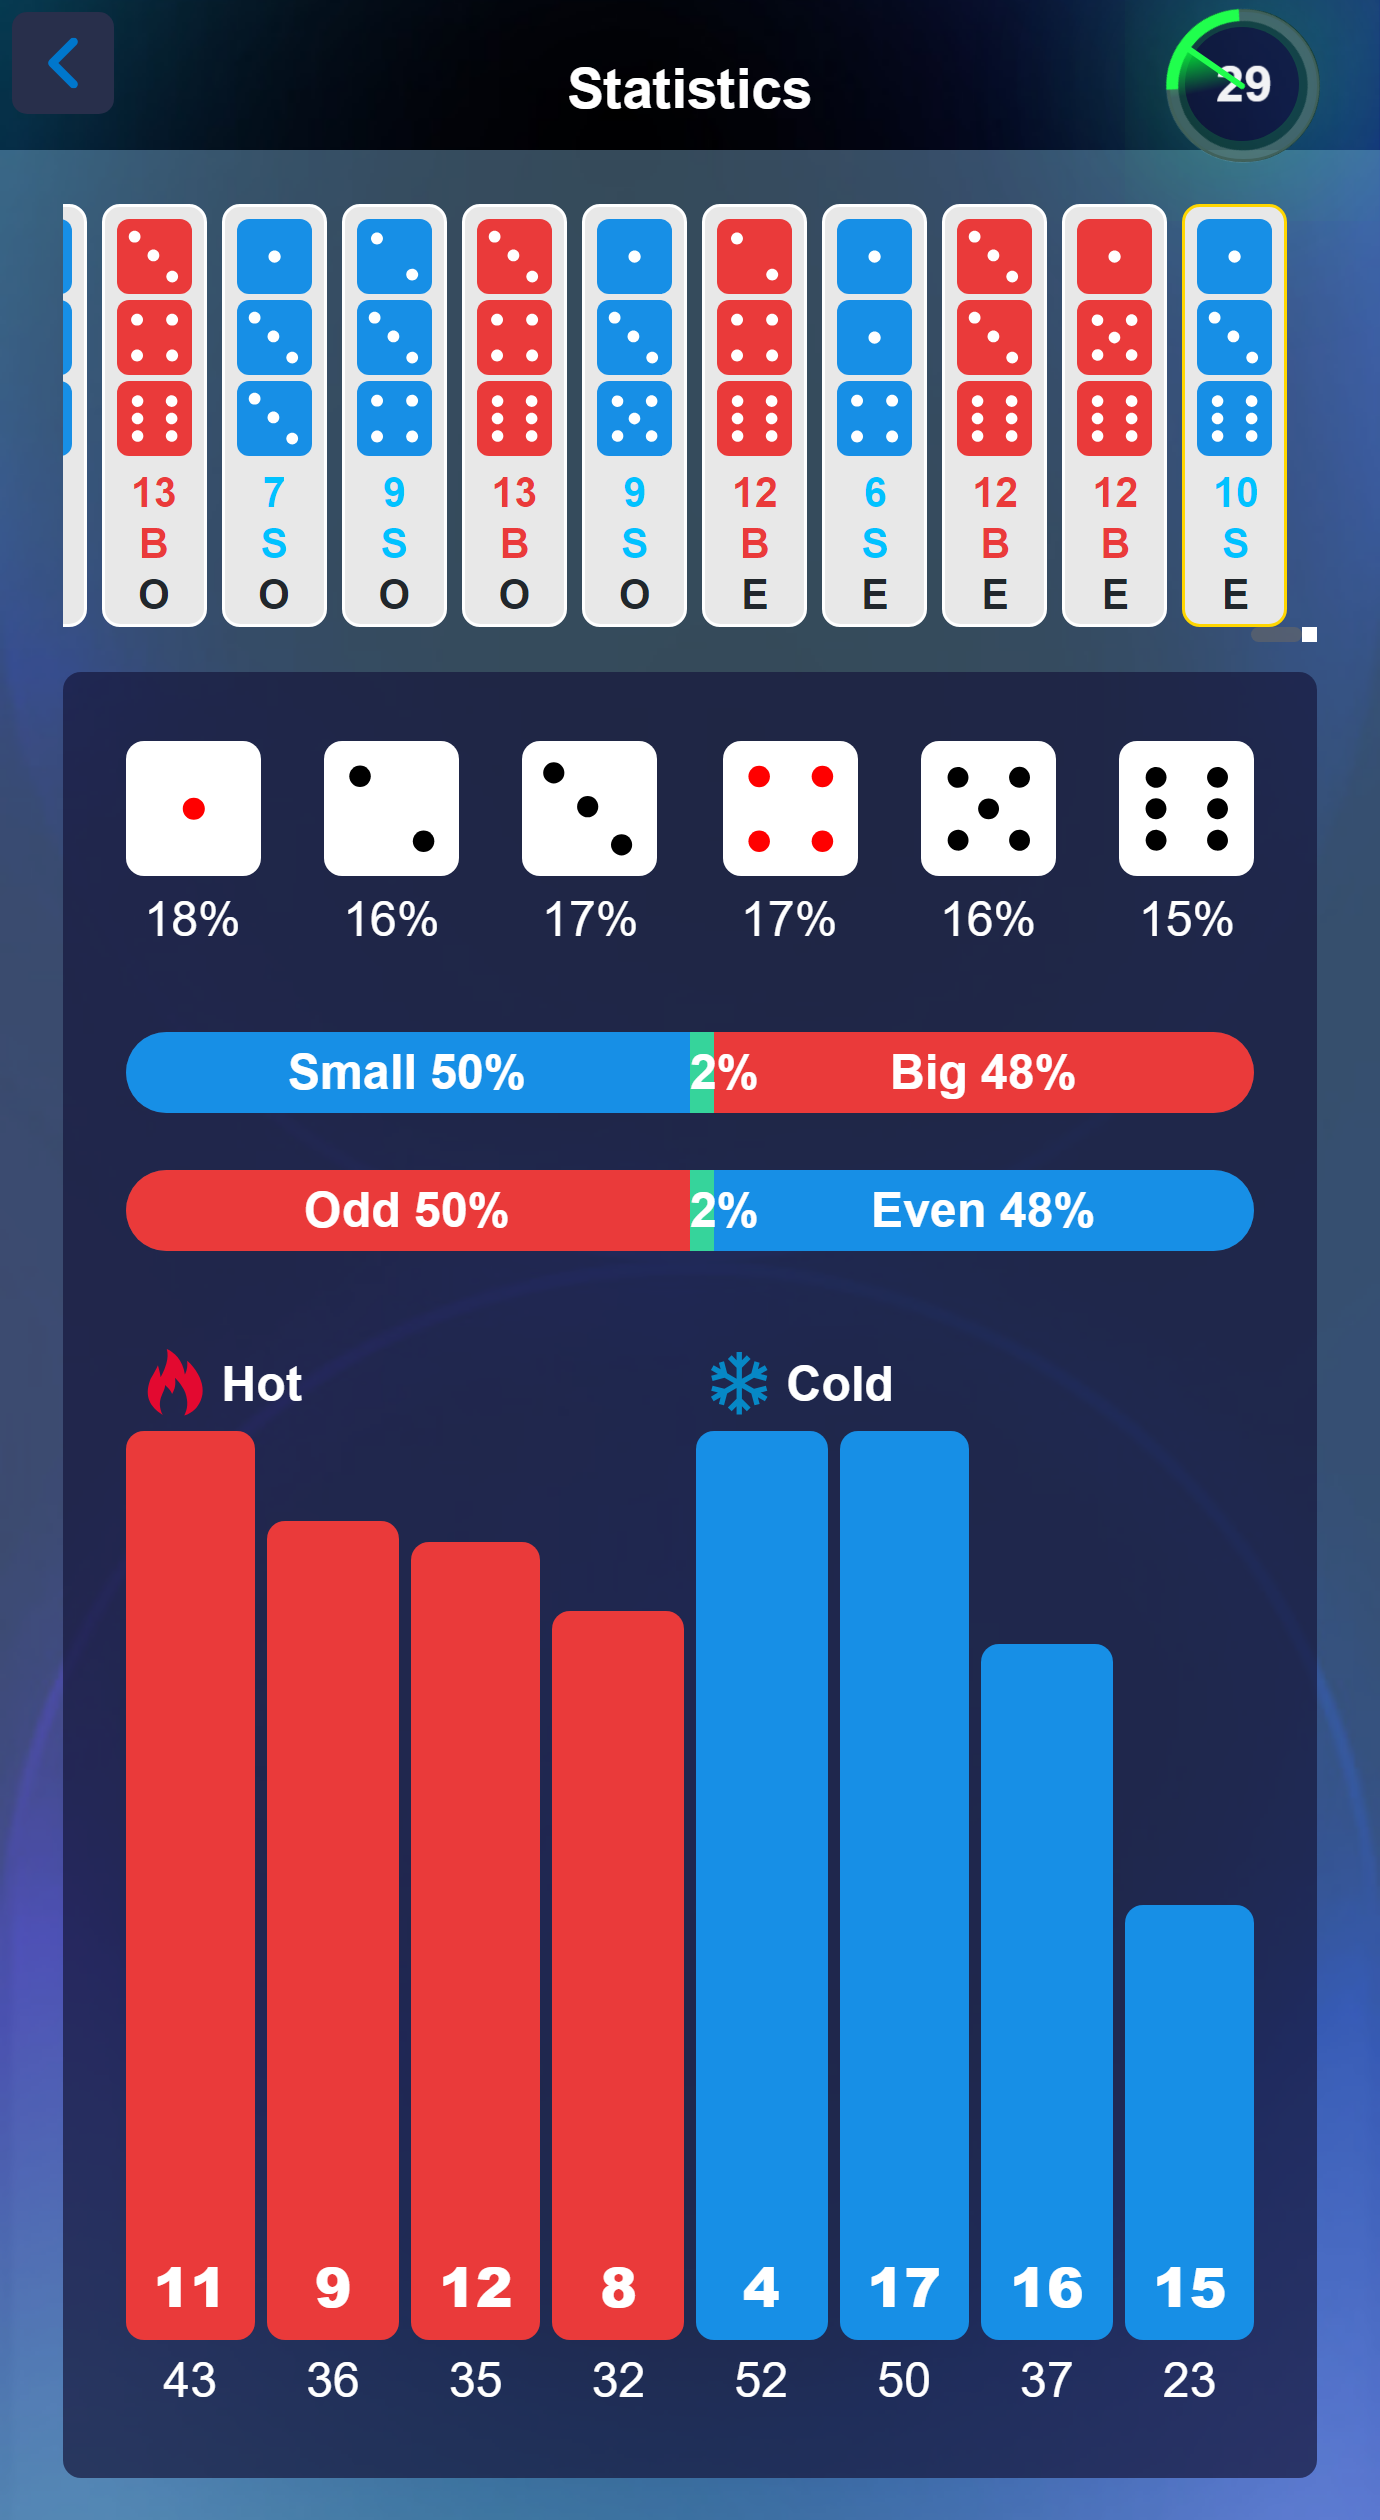 Statistics
29
13 7 9 13 9 12 6 12 12 10
B S S B S B S B B S
O O O O O E E E E E
18% 16% 17% 17% 16% 15%
Small 50% 2% Big 48%
Odd 50% 2% Even 48%
Hot Cold
11 9 12 8 4 17 16 15
43 36 35 32 52 50 37 23